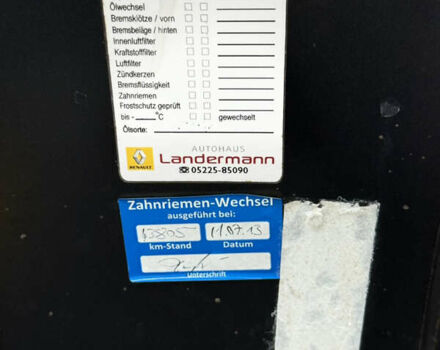 Ölwechsel
Bremsklötze / vorn
Bremsbeläge / hinten
Innenluftfilter
Kraftstofffilter
Luftfilter
Zündkerzen
Bremsflüssigkeit
Zahnriemen
Frostschutz geprüft
bis - °C gewechselt
Ölsorte:
AUTOHAUS
Landermann
RENAULT
☎05225-85090
Zahnriemen-Wechsel
ausgeführt bei:
11.07.13
km-Stand Datum
Unterschrift